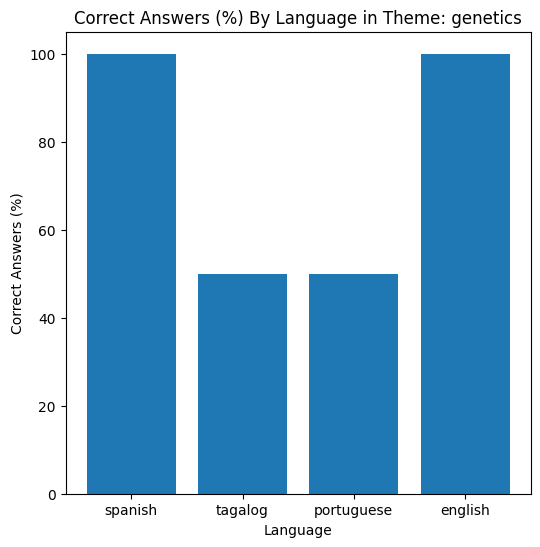 Correct Answers (%) By Language in Theme: genetics
Correct Answers (%)
100
80
60
40
20
0
spanish tagalog portuguese english
Language